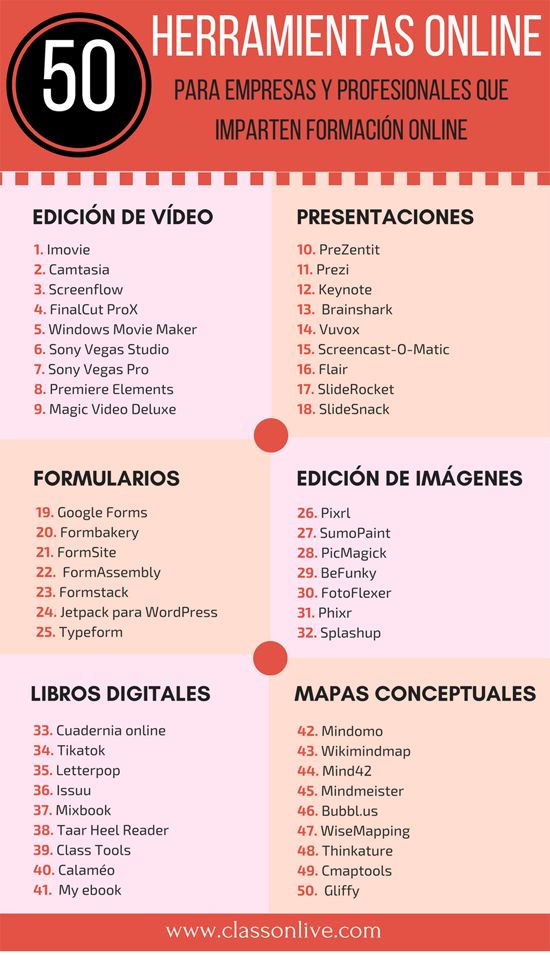 50
HERRAMIENTAS ONLINE
PARA EMPRESAS Y PROFESIONALES QUE
IMPARTEN FORMACIÓN ONLINE
EDICIÓN DE VÍDEO
1. Imovie
2. Camtasia
3. Screenflow
4. FinalCut ProX
5. Windows Movie Maker
6. Sony Vegas Studio
7. Sony Vegas Pro
8. Premiere Elements
9. Magic Video Deluxe
PRESENTACIONES
10. PreZentit
11. Prezi
12. Keynote
13. Brainshark
14. Vuvox
15. Screencast-O-Matic
16. Flair
17. SlideRocket
18. SlideSnack
FORMULARIOS
19. Google Forms
20. Formbakery
21. FormSite
22. FormAssembly
23. Formstack
24. Jetpack para WordPress
25. Typeform
EDICIÓN DE IMÁGENES
26. Pixrl
27. SumoPaint
28. PicMagick
29. BeFunky
30. FotoFlexer
31. Phixr
32. Splashup
LIBROS DIGITALES
33. Cuadernia online
34. Tikatok
35. Letterpop
36. Issuu
37. Mixbook
38. Taar Heel Reader
39. Class Tools
40. Calaméo
41. My ebook
MAPAS CONCEPTUALES
42. Mindomo
43. Wikimindmap
44. Mind42
45. Mindmeister
46. Bubbl.us
47. WiseMapping
48. Thinkature
49. Cmaptools
50. Gliffy
www.classonlive.com